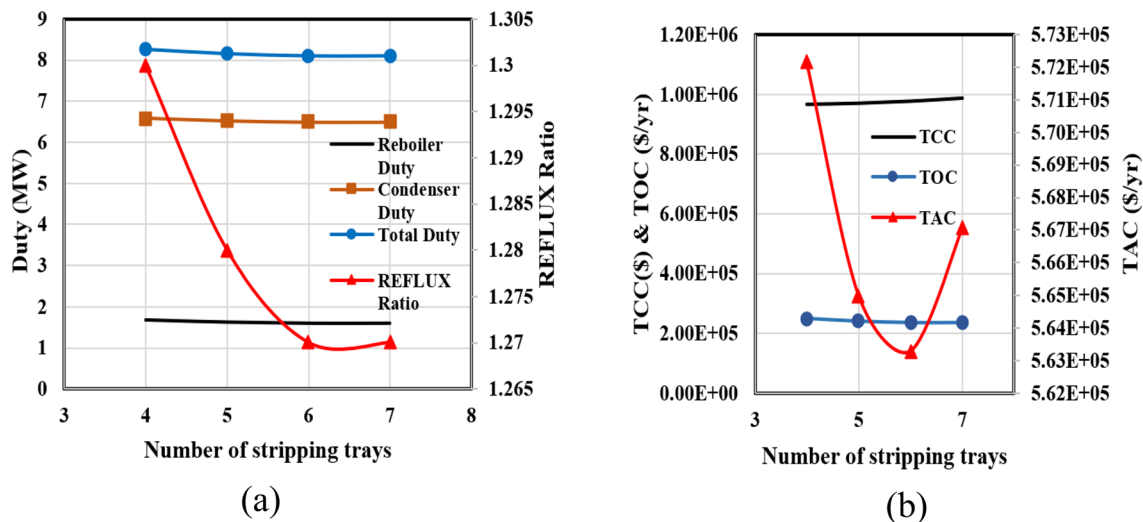 9
8
7
6
5
4
3
2
1
0
Duty (MW)
1.305
1.3
1.295
1.29
1.285
1.28
1.275
1.27
1.265
REFLUX Ratio
Reboiler
Duty
Condenser
Duty
Total Duty
REFLUX
Ratio
3 4 5 6 7 8
Number of stripping trays
(a)
1.20E+06
1.00E+06
8.00E+05
6.00E+05
4.00E+05
2.00E+05
0.00E+00
TCC($) & TOC ($/yr)
5.73E+05
5.72E+05
5.71E+05
5.70E+05
5.69E+05
5.68E+05
5.67E+05
5.66E+05
5.65E+05
5.64E+05
5.63E+05
5.62E+05
TAC ($/yr)
TCC
TOC
TAC
3 5 7
Number of stripping trays
(b)